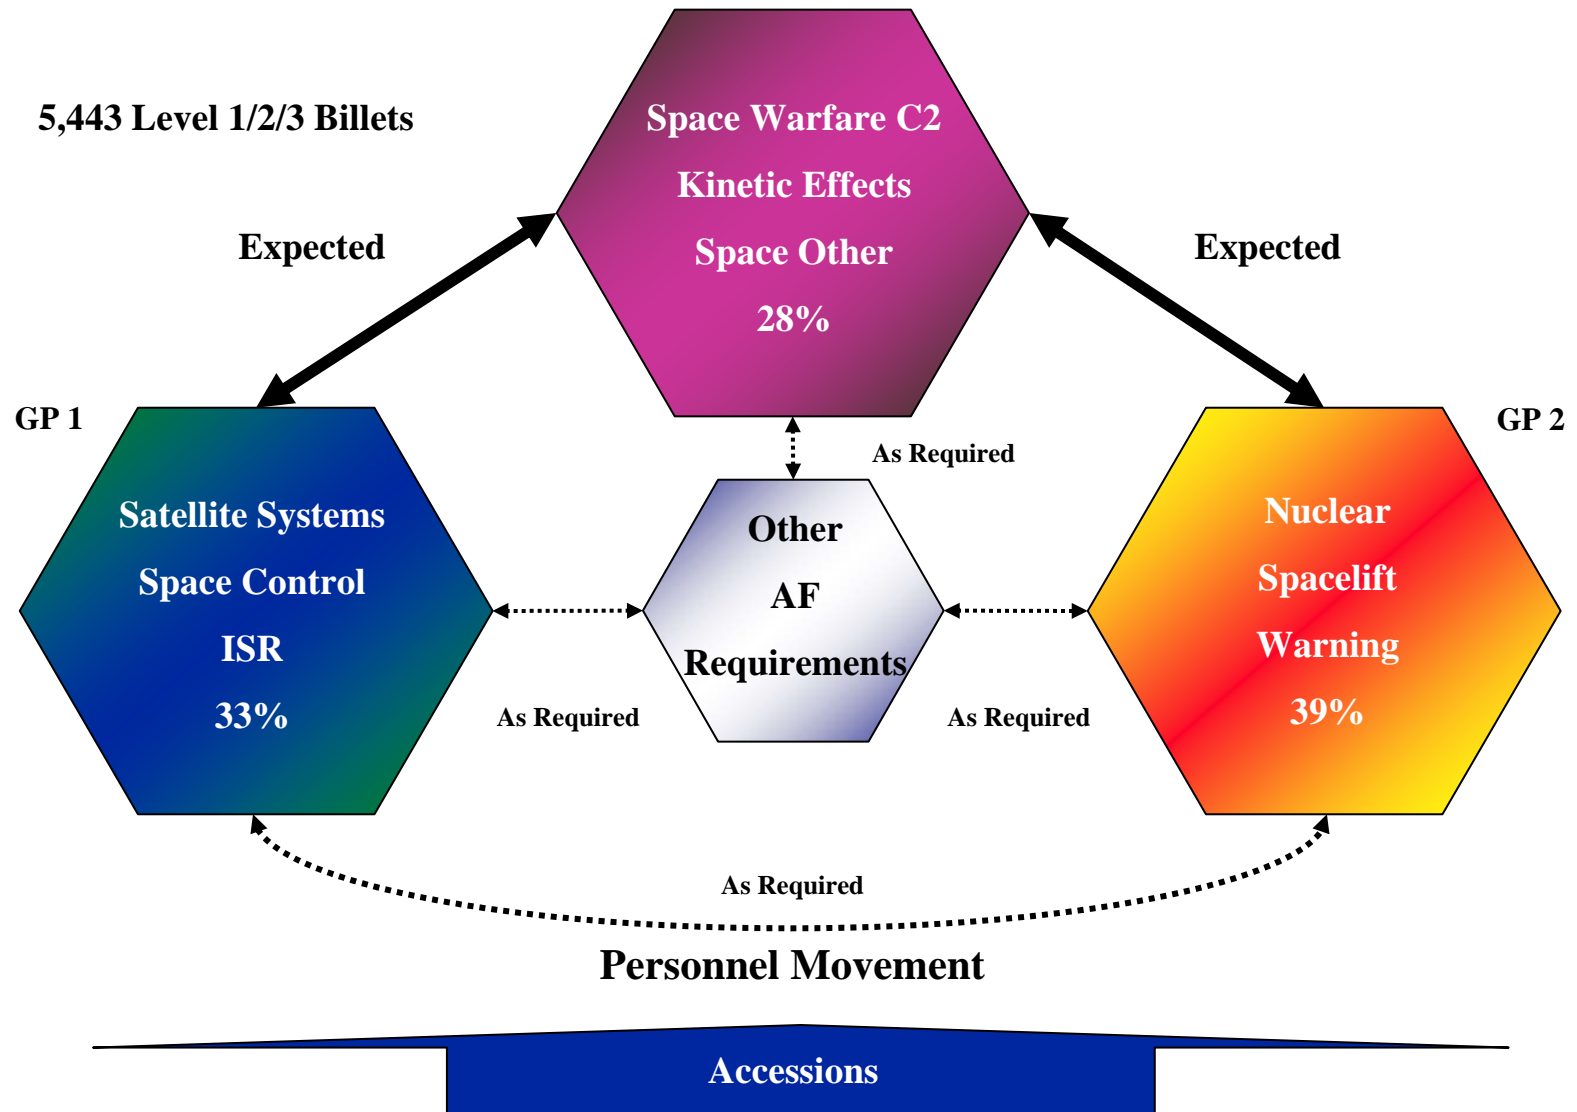 5,443 Level 1/2/3 Billets
Space Warfare C2
Kinetic Effects
Space Other
28%
Expected
Expected
GP 1
GP 2
As Required
Satellite Systems
Space Control
ISR
33%
Other
AF
Requirements
Nuclear
Spacelift
Warning
39%
As Required
As Required
As Required
Personnel Movement
Accessions